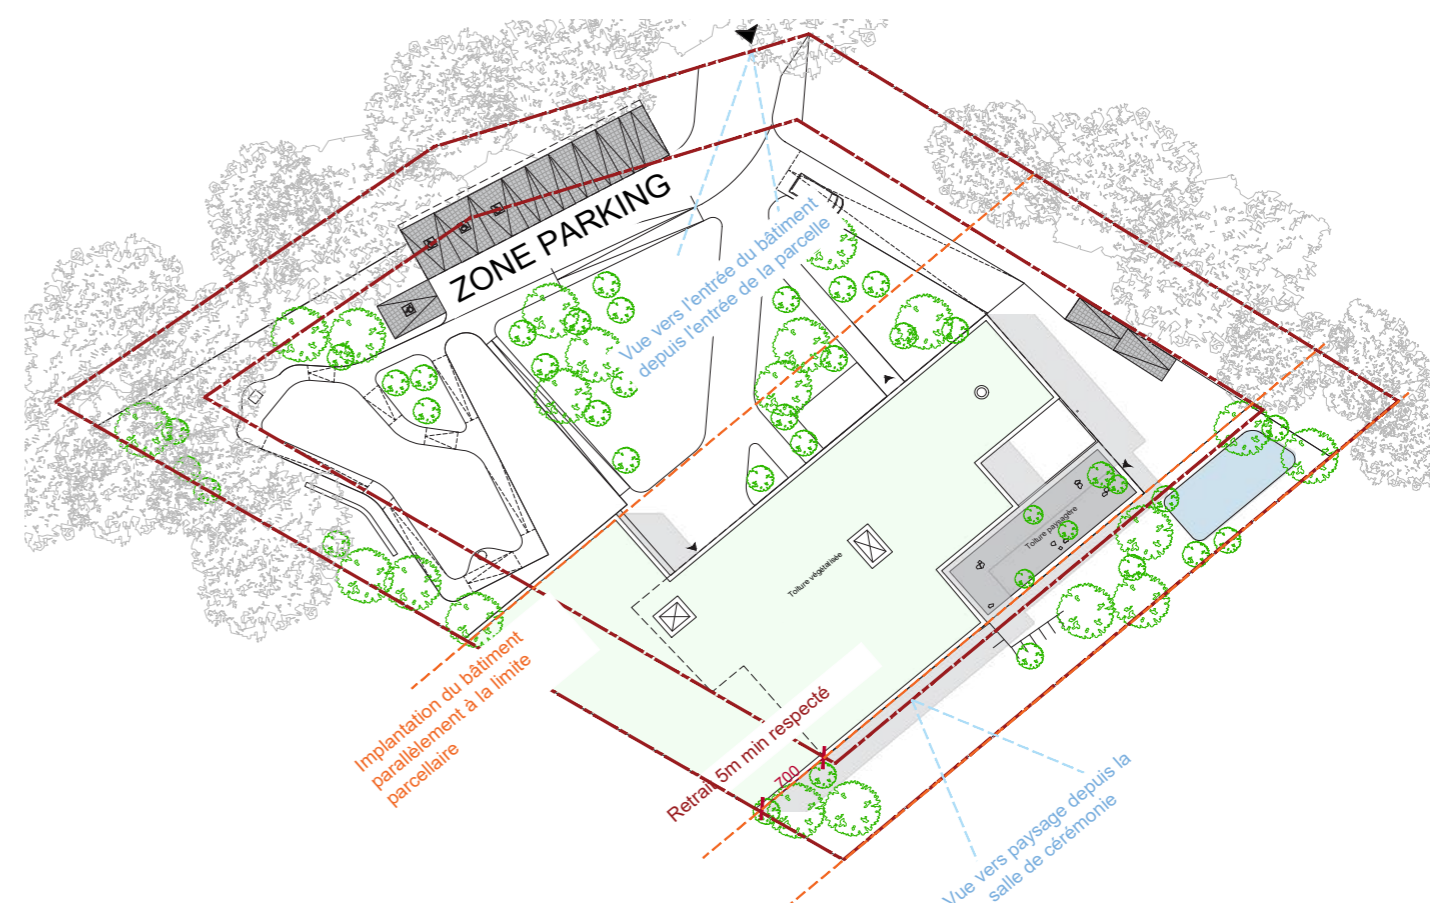 ZONE PARKING
Vue vers l'entrée du bâtiment
depuis l'entrée de la parcelle
Toiture paysagère
Toiture végétalisée
Implantation du bâtiment
parallèlement à la limite
parcellaire
Retrait 5m min respecté
700
Vue vers paysage depuis la
salle de cérémonie